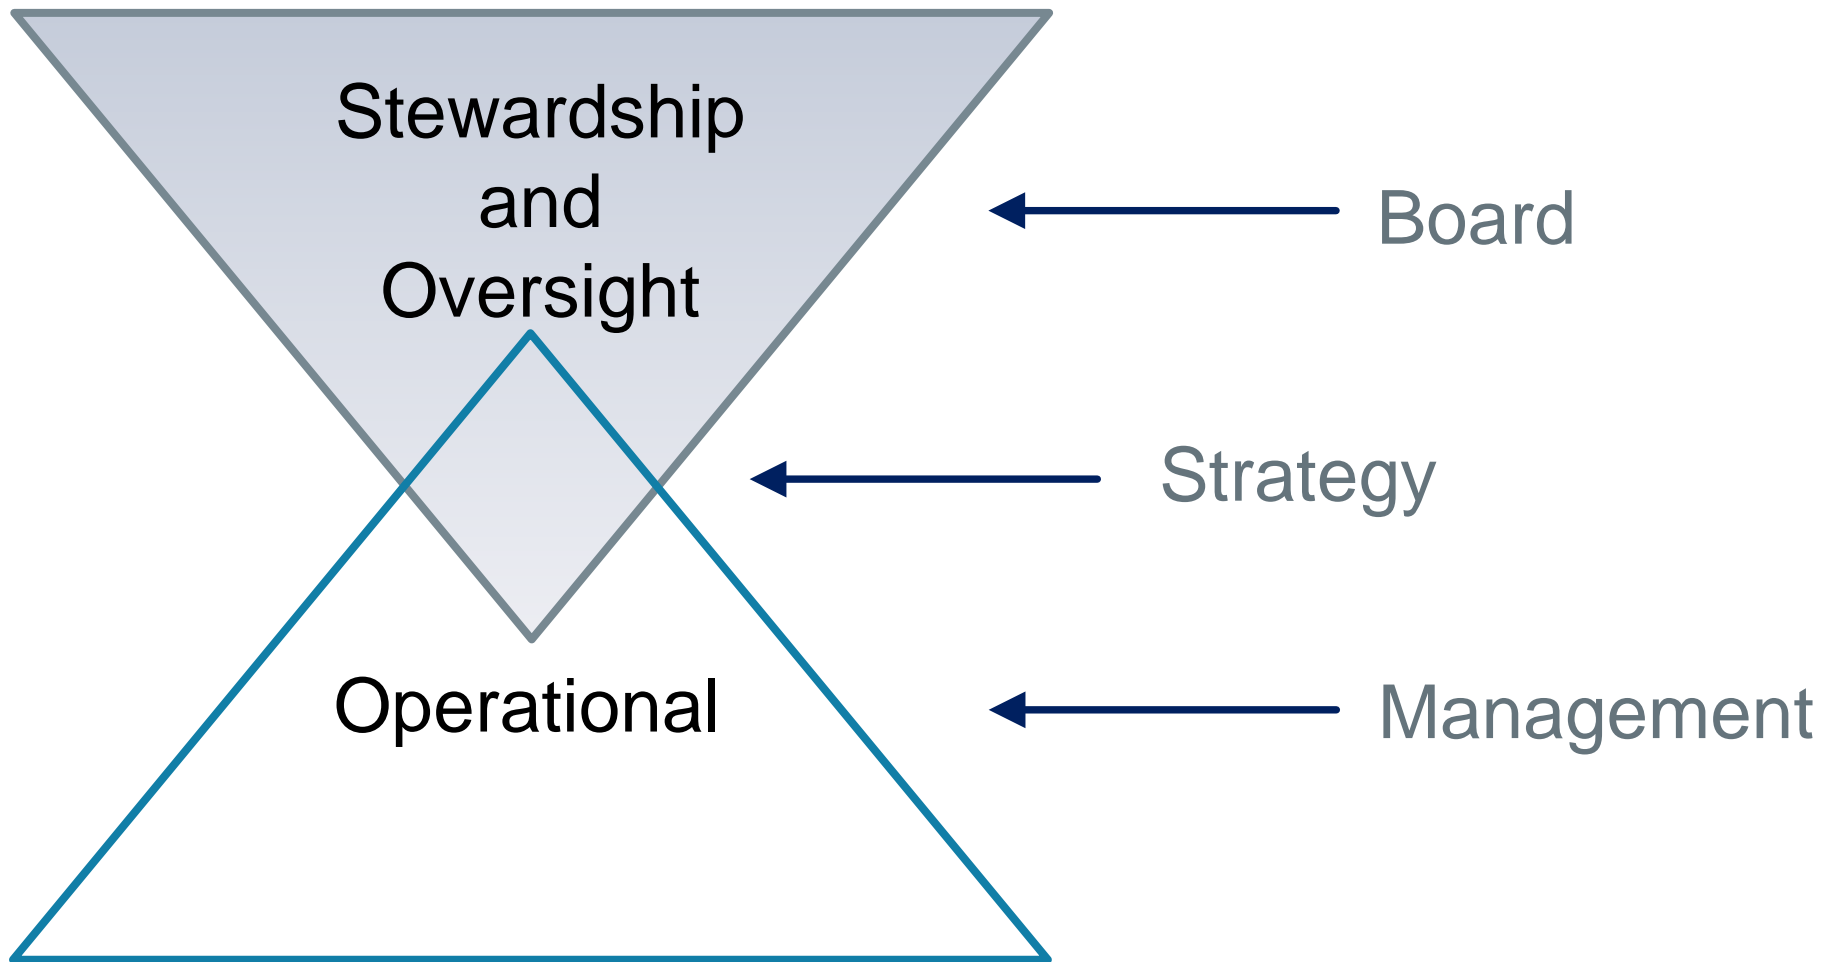 Stewardship
and
Oversight
Board
Strategy
Operational
Management